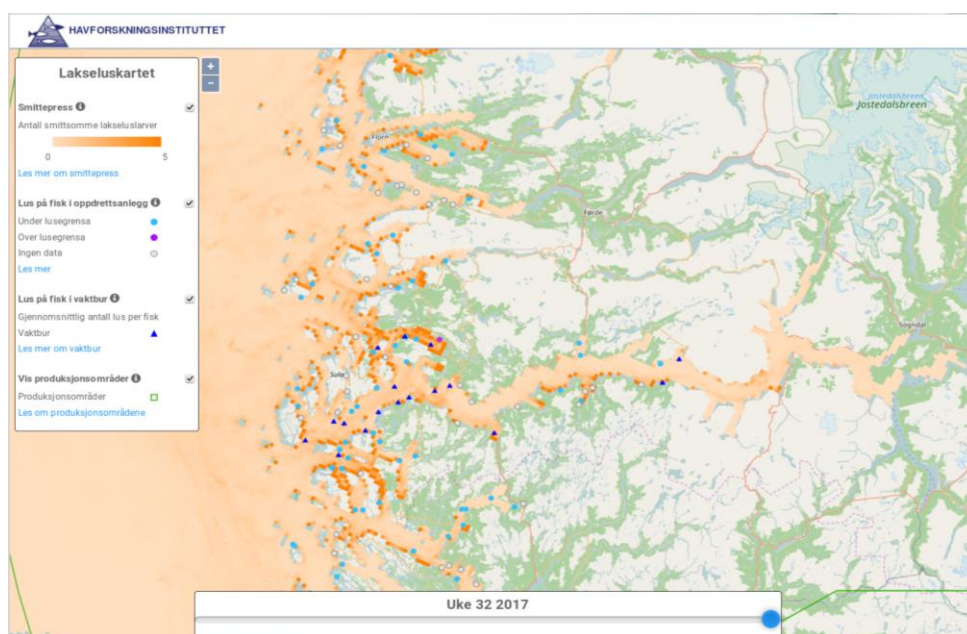 HAVFORSKNINGSINSTITUTTET
Lakseluskartet
+
−
Smittepress
Antall smittsomme lakseluslarver
0 5
Les mer om smittepress
Lus på fisk i oppdrettsanlegg
Under lusegrensa
Over lusegrensa
Ingen data
Les mer
Lus på fisk i vaktbur
Gjennomsnittlig antall lus per fisk
Vaktbur
Les mer om vaktbur
Vis produksjonsområder
Produksjonsområder
Les om produksjonsområdene
Jostedalsbreen
Jostedalsbreen
Florø
Førde
Sogndal
Sula
Uke 32 2017